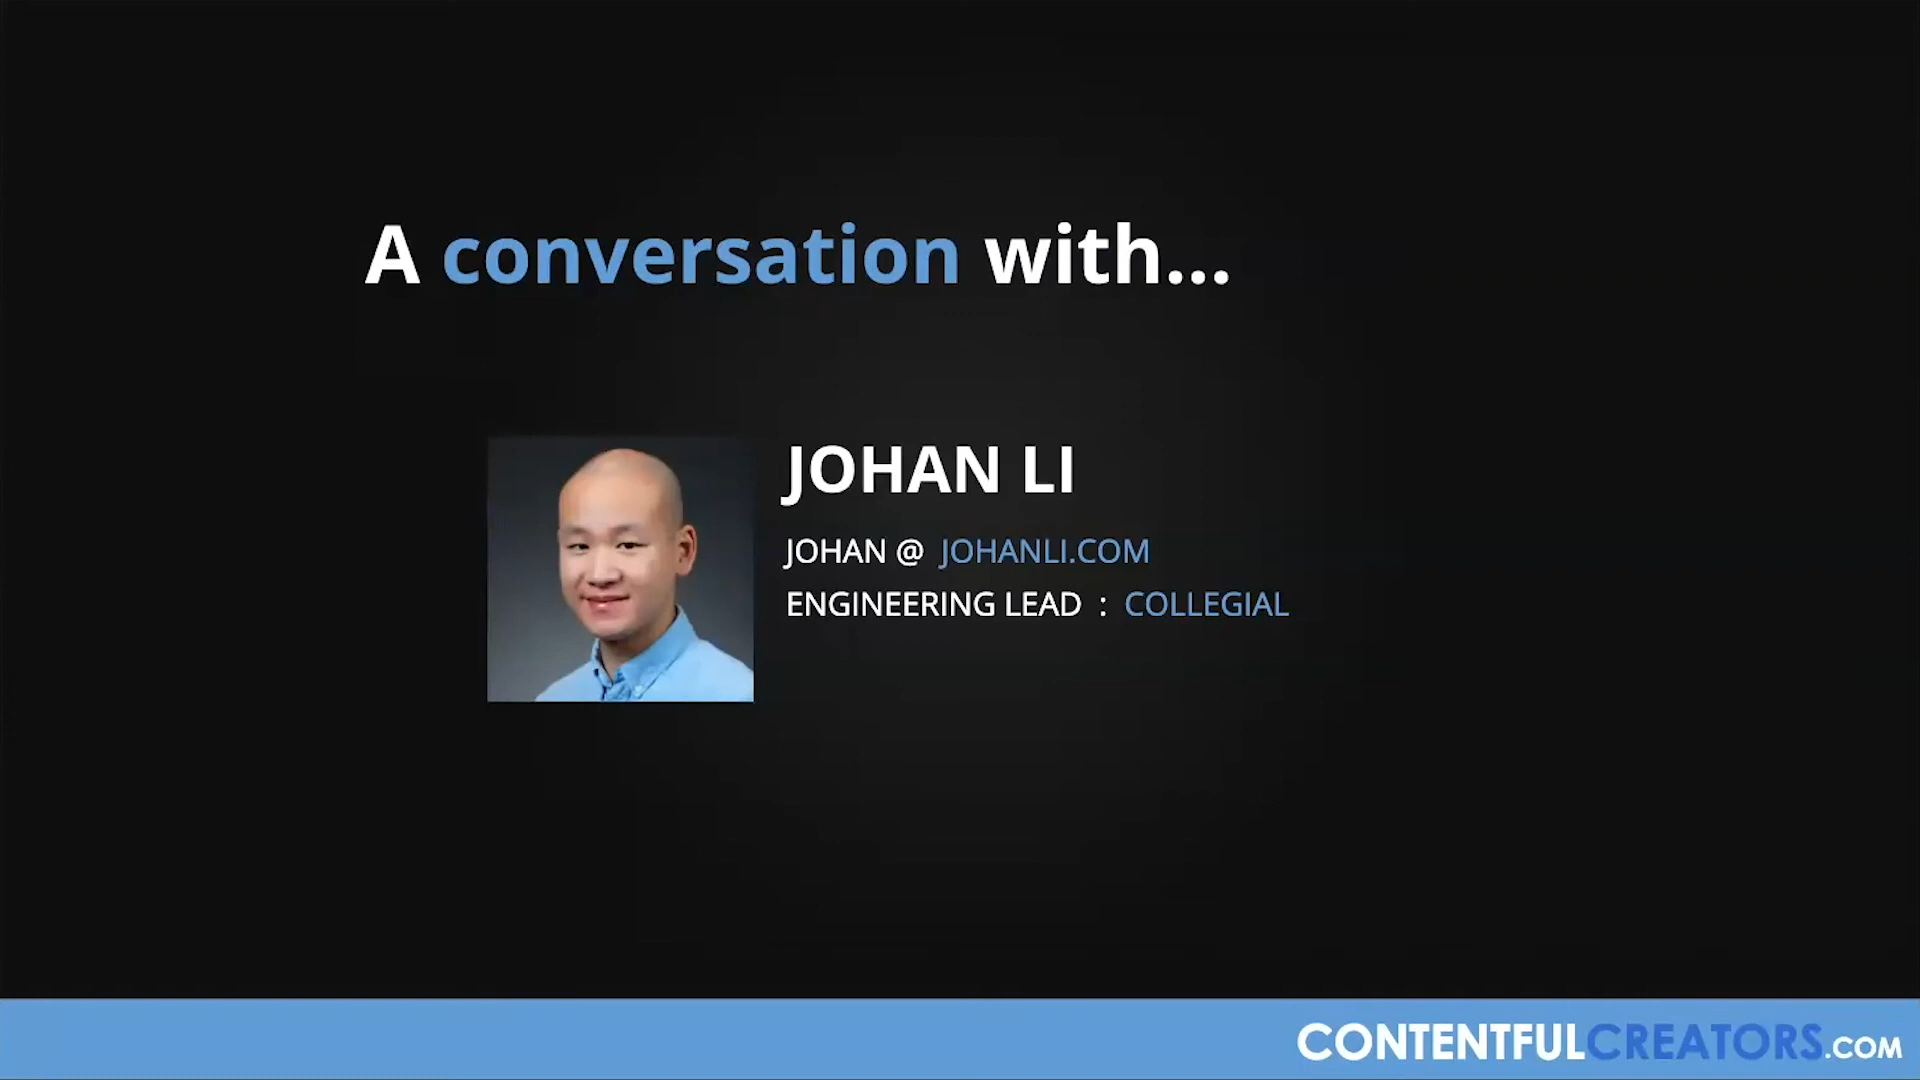 A conversation with...
JOHAN LI
JOHAN @ JOHANLI.COM
ENGINEERING LEAD : COLLEGIAL
CONTENTFULCREATORS.COM